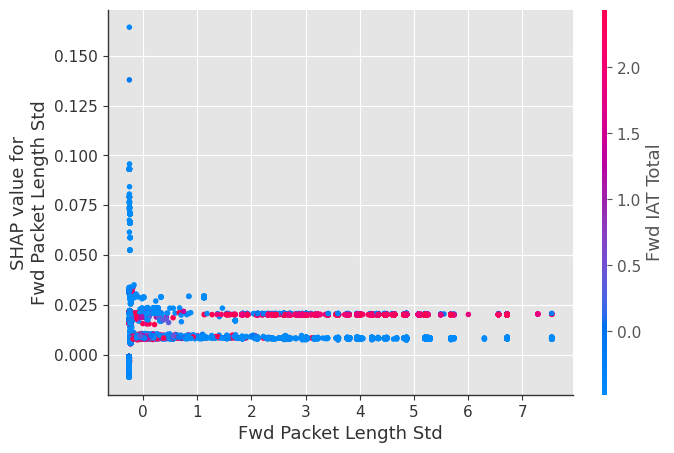 SHAP value for
Fwd Packet Length Std
0.150
0.125
0.100
0.075
0.050
0.025
0.000
0 1 2 3 4 5 6 7
Fwd Packet Length Std
2.0
1.5
1.0
0.5
0.0
Fwd IAT Total